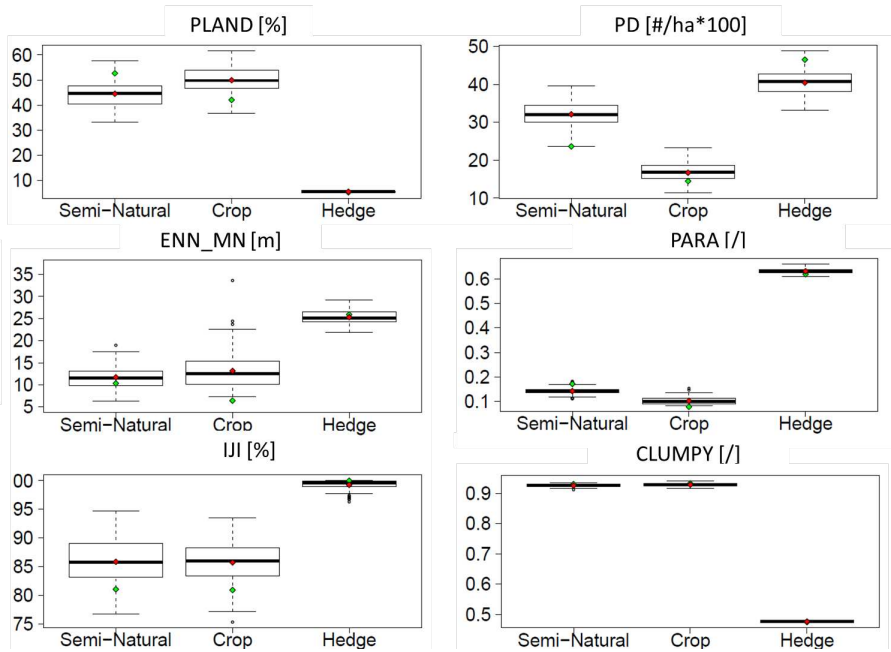 PLAND [%]
60
50
40
30
20
10
Semi−Natural Crop Hedge
PD [#/ha*100]
50
40
30
20
10
Semi−Natural Crop Hedge
ENN_MN [m]
35
30
25
20
15
10
5
Semi−Natural Crop Hedge
PARA [/]
0.6
0.5
0.4
0.3
0.2
0.1
Semi−Natural Crop Hedge
IJI [%]
00
95
90
85
80
75
Semi−Natural Crop Hedge
CLUMPY [/]
0.9
0.8
0.7
0.6
0.5
Semi−Natural Crop Hedge